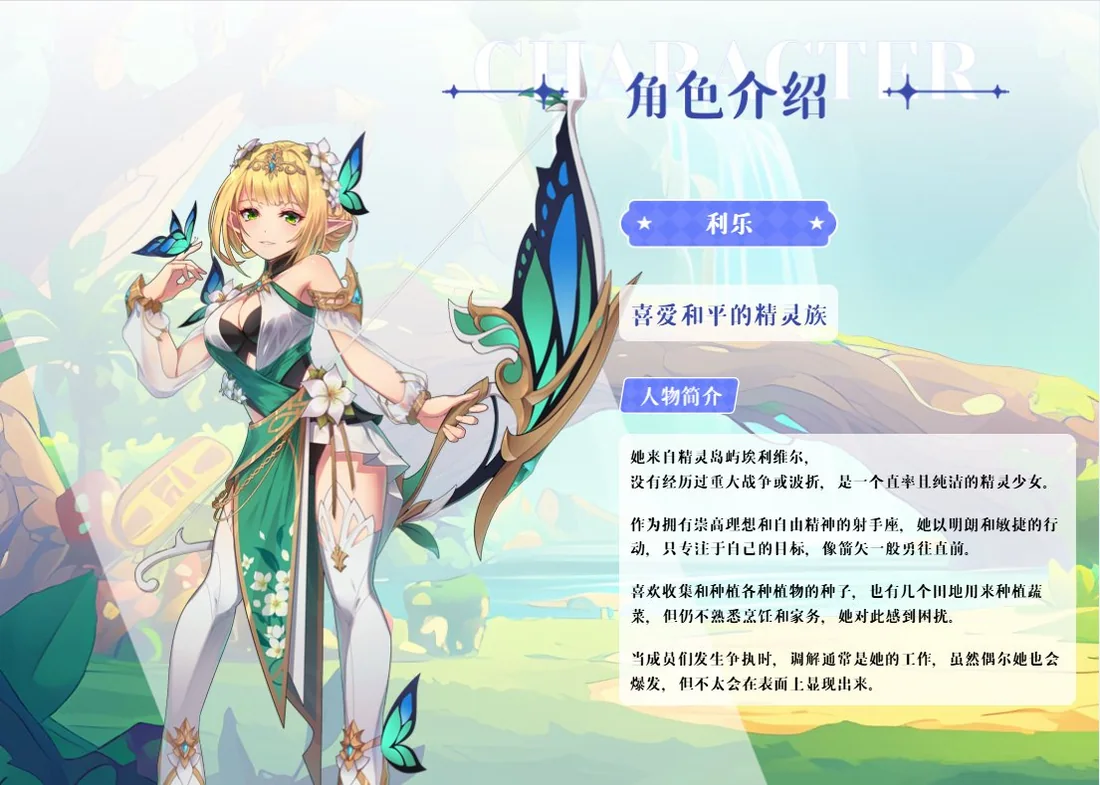 CHARACTER
角色介绍
利乐
喜爱和平的精灵族
人物简介
她来自精灵岛屿埃利维尔，
没有经历过重大战争或波折，是一个直率且纯洁的精灵少女。
作为拥有崇高理想和自由精神的射手座，她以明朗和敏捷的行
动，只专注于自己的目标，像箭矢一般勇往直前。
喜欢收集和种植各种植物的种子，也有几个田地用来种植蔬
菜，但仍不熟悉烹饪和家务，她对此感到困扰。
当成员们发生争执时，调解通常是她的工作，虽然偶尔她也会
爆发，但不太会在表面上显现出来。